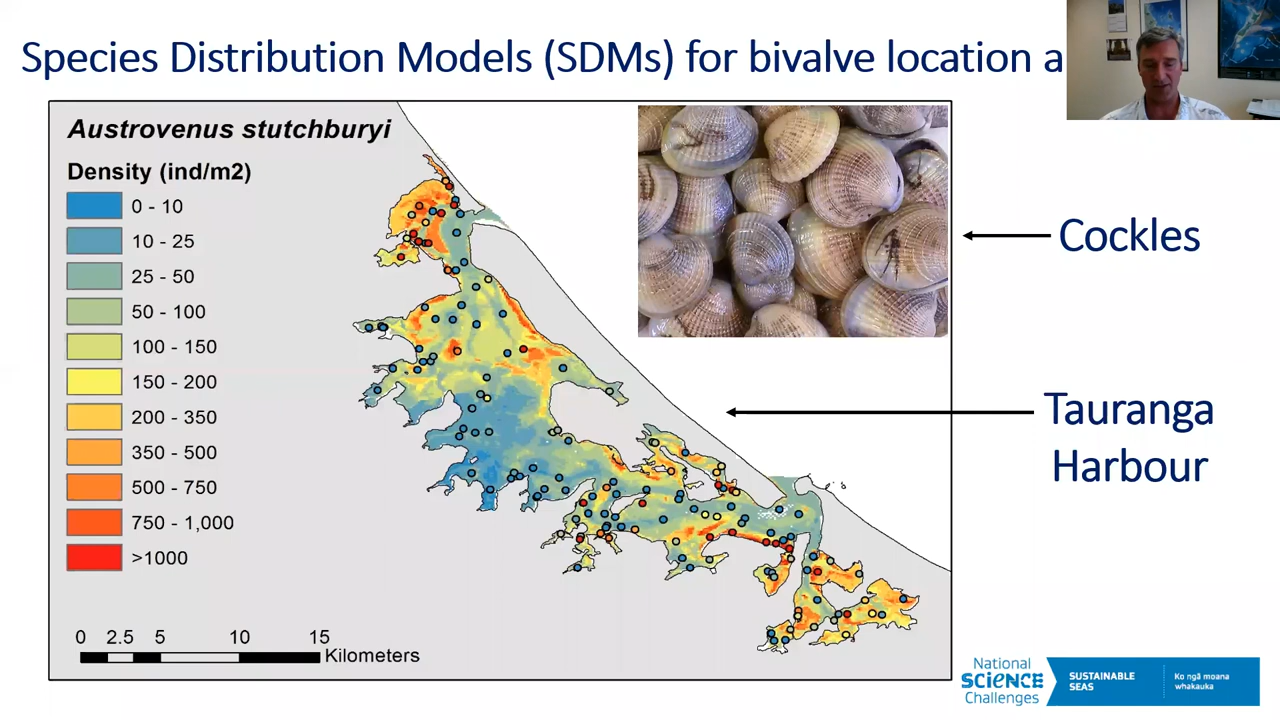 Species Distribution Models (SDMs) for bivalve location a
Austrovenus stutchburyi
Density (ind/m2)
0 - 10
10 - 25
25 - 50
50 - 100
100 - 150
150 - 200
200 - 350
350 - 500
500 - 750
750 - 1,000
>1000
0 2.5 5 10 15
Kilometers
Cockles
Tauranga
Harbour
National
SCIENCE
Challenges
SUSTAINABLE
SEAS
Ko ngā moana
whakauka